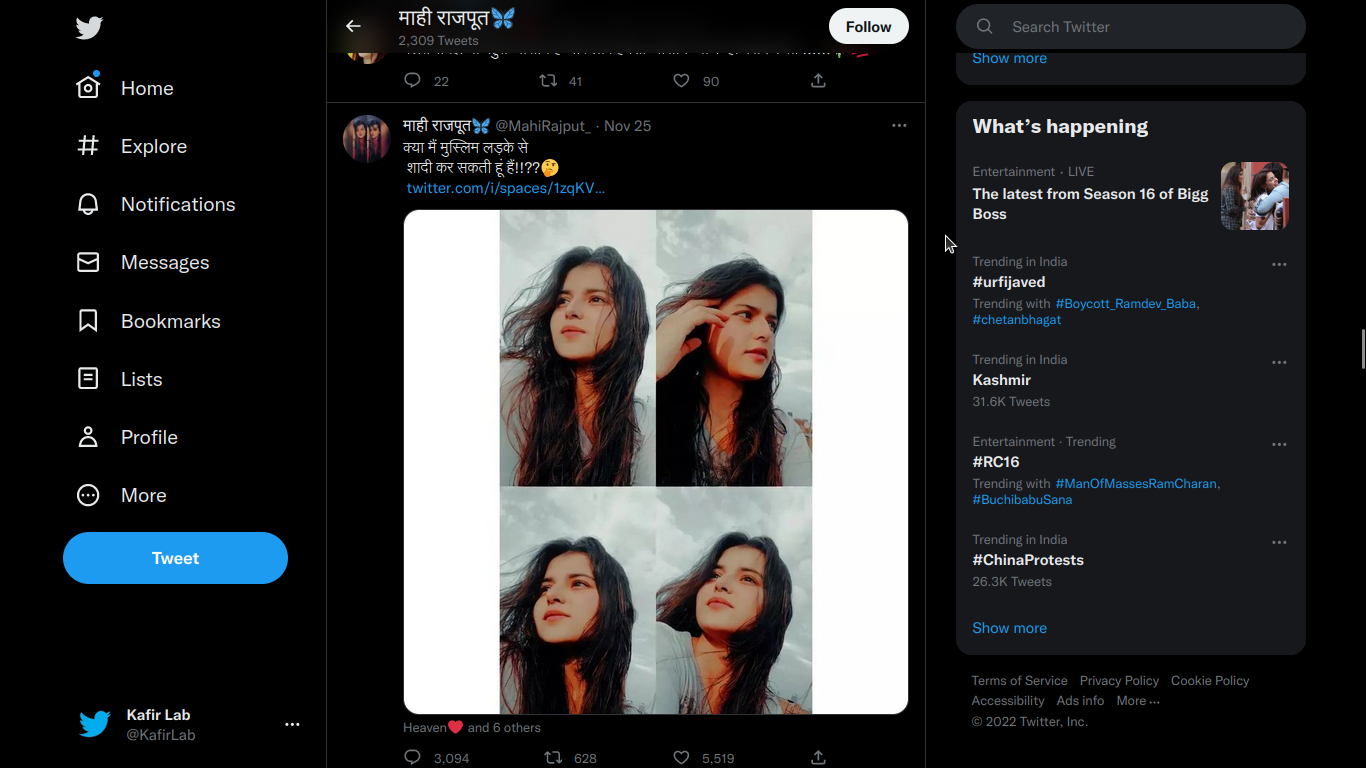 Home
Explore
Notifications
Messages
Bookmarks
Lists
Profile
More
Tweet
Kafir Lab
@KafirLab
माही राजपूत🦋
2,309 Tweets
Follow
22 41 90
माही राजपूत🦋 @MahiRajput_ · Nov 25
क्या मैं मुस्लिम लड़के से
शादी कर सकती हूं हैं!!??🤔
twitter.com/i/spaces/1zqKV…
Heaven❤️ and 6 others
3,094 628 5,519
Search Twitter
Show more
What's happening
Entertainment · LIVE
The latest from Season 16 of Bigg
Boss
Trending in India
#urfijaved
Trending with #Boycott_Ramdev_Baba,
#chetanbhagat
Trending in India
Kashmir
31.6K Tweets
Entertainment · Trending
#RC16
Trending with #ManOfMassesRamCharan,
#BuchibabuSana
Trending in India
#ChinaProtests
26.3K Tweets
Show more
Terms of Service Privacy Policy Cookie Policy
Accessibility Ads info More ···
© 2022 Twitter, Inc.